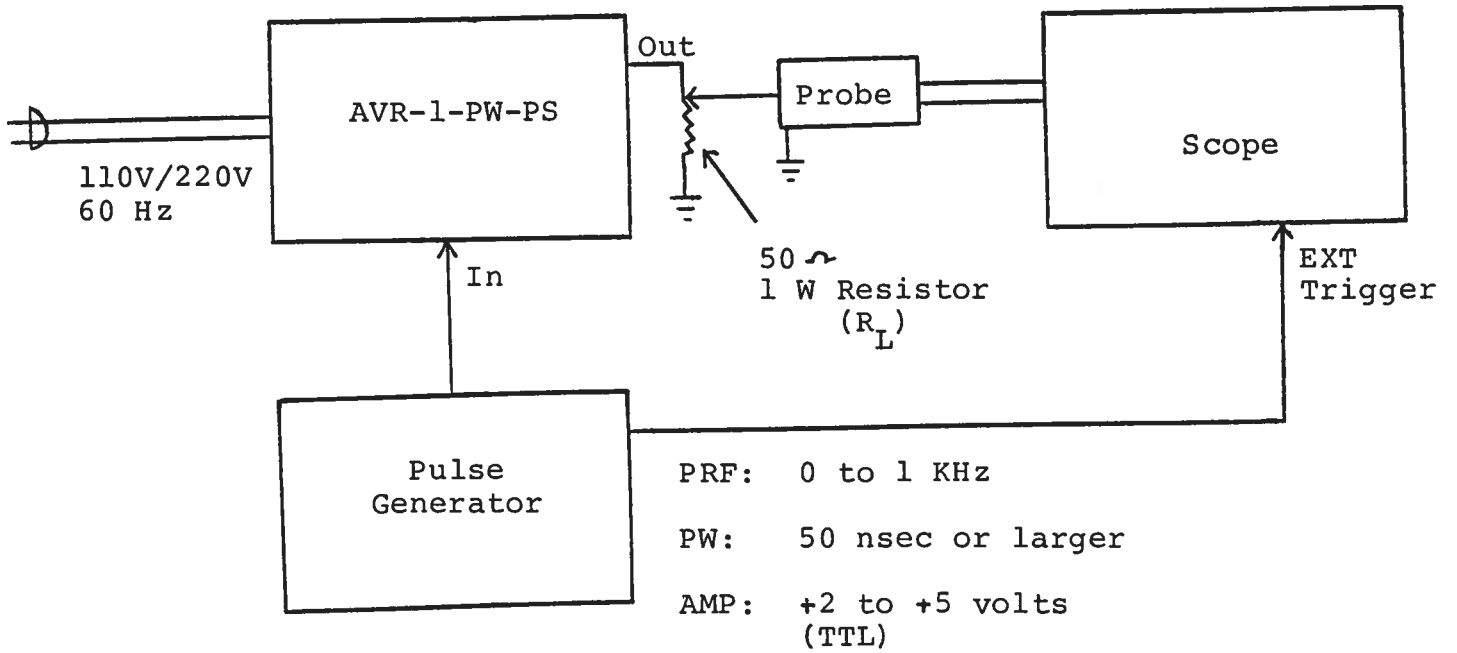 Out
AVR-1-PW-PS
Probe
Scope
110V/220V
60 Hz
In
50 Ω
1 W Resistor
(R_L)
EXT
Trigger
Pulse
Generator
PRF: 0 to 1 KHz
PW: 50 nsec or larger
AMP: +2 to +5 volts
(TTL)